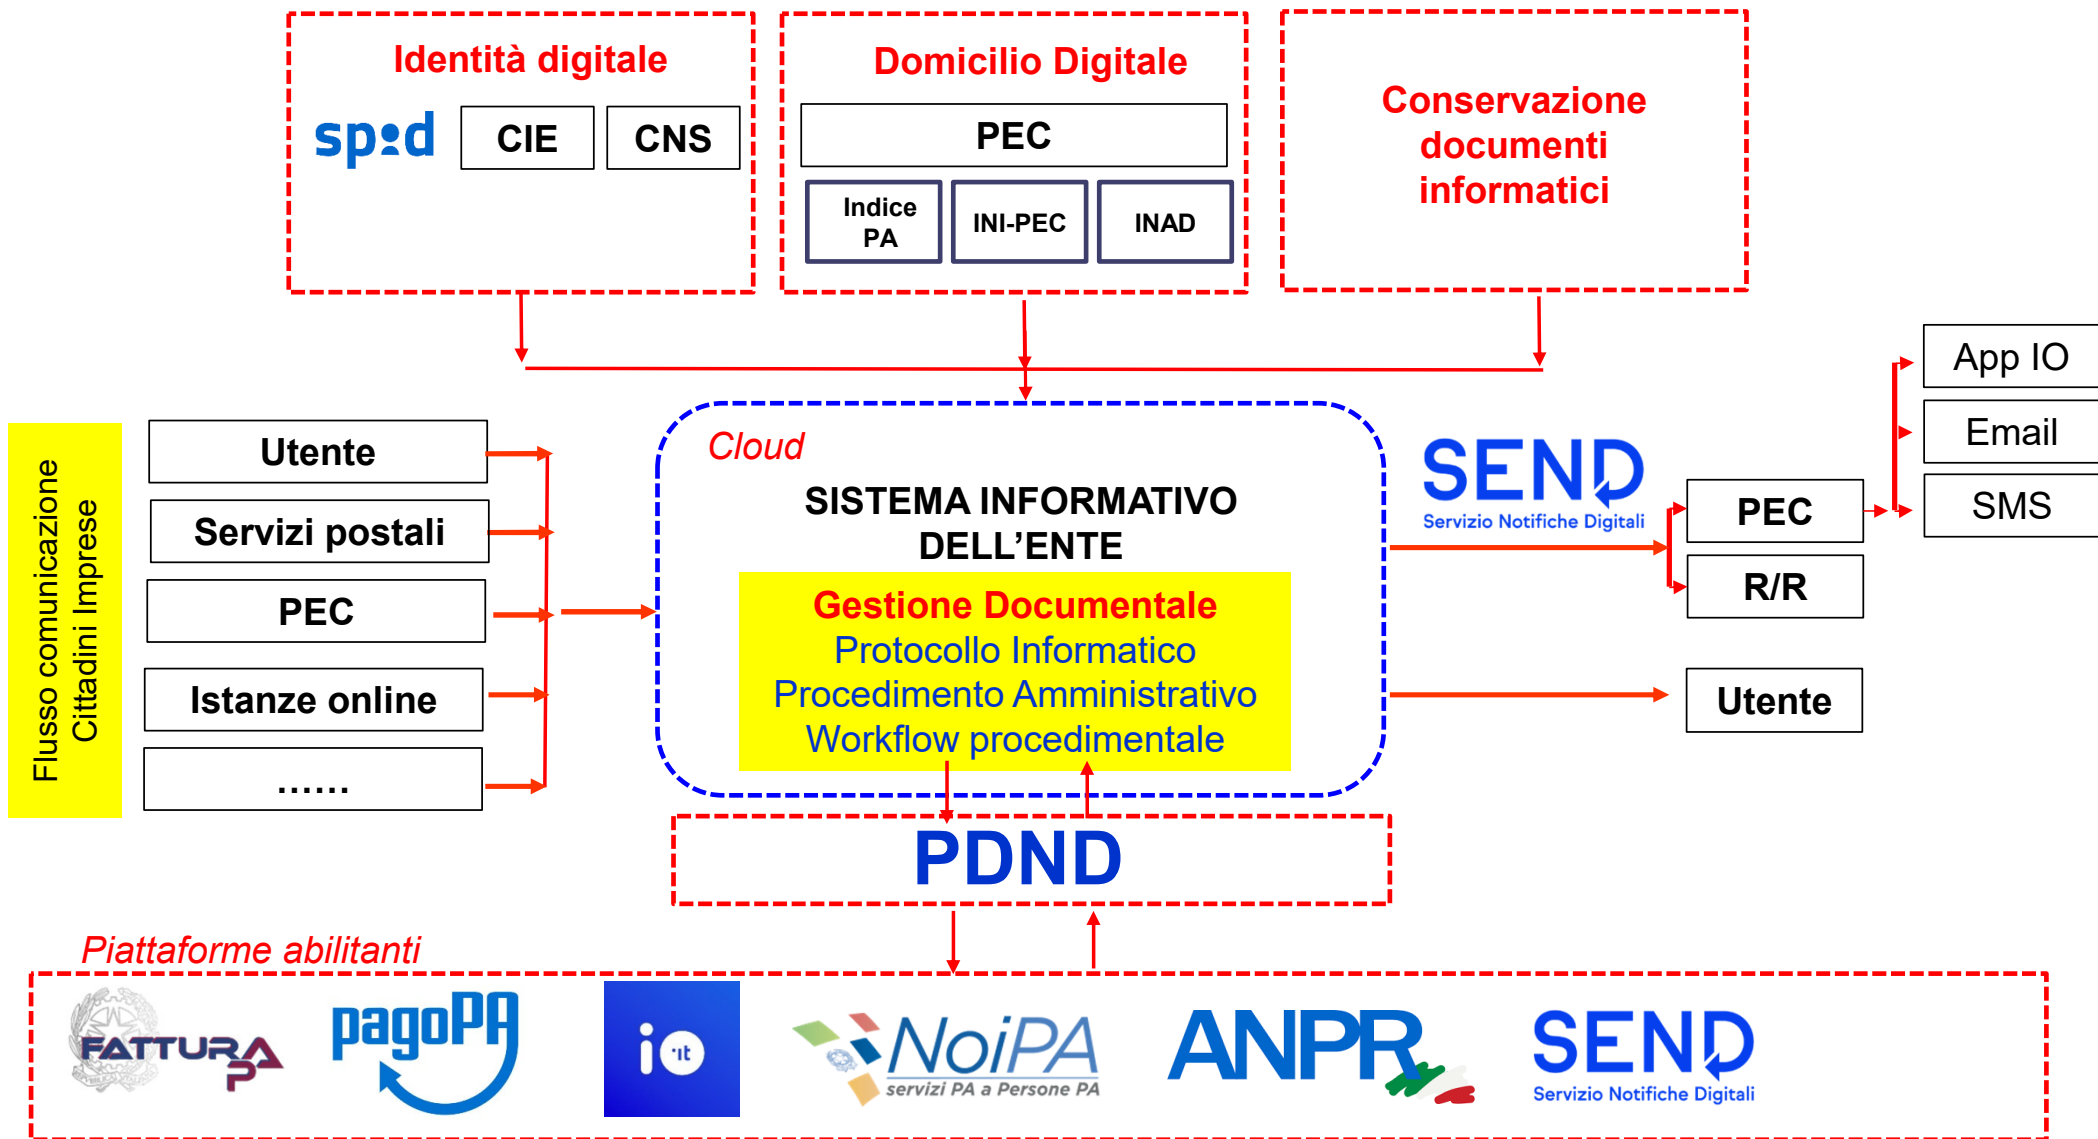 Identità digitale
spid
CIE
CNS
Domicilio Digitale
PEC
Indice
PA
INI-PEC
INAD
Conservazione
documenti
informatici
Flusso comunicazione
Cittadini Imprese
Utente
Servizi postali
PEC
Istanze online
......
Cloud
SISTEMA INFORMATIVO
DELL’ENTE
Gestione Documentale
Protocollo Informatico
Procedimento Amministrativo
Workflow procedimentale
SEND
Servizio Notifiche Digitali
PEC
R/R
Utente
App IO
Email
SMS
PDND
Piattaforme abilitanti
FATTURA
PA
pagoPA
io
it
NoiPA
servizi PA a Persone PA
ANPR
SEND
Servizio Notifiche Digitali